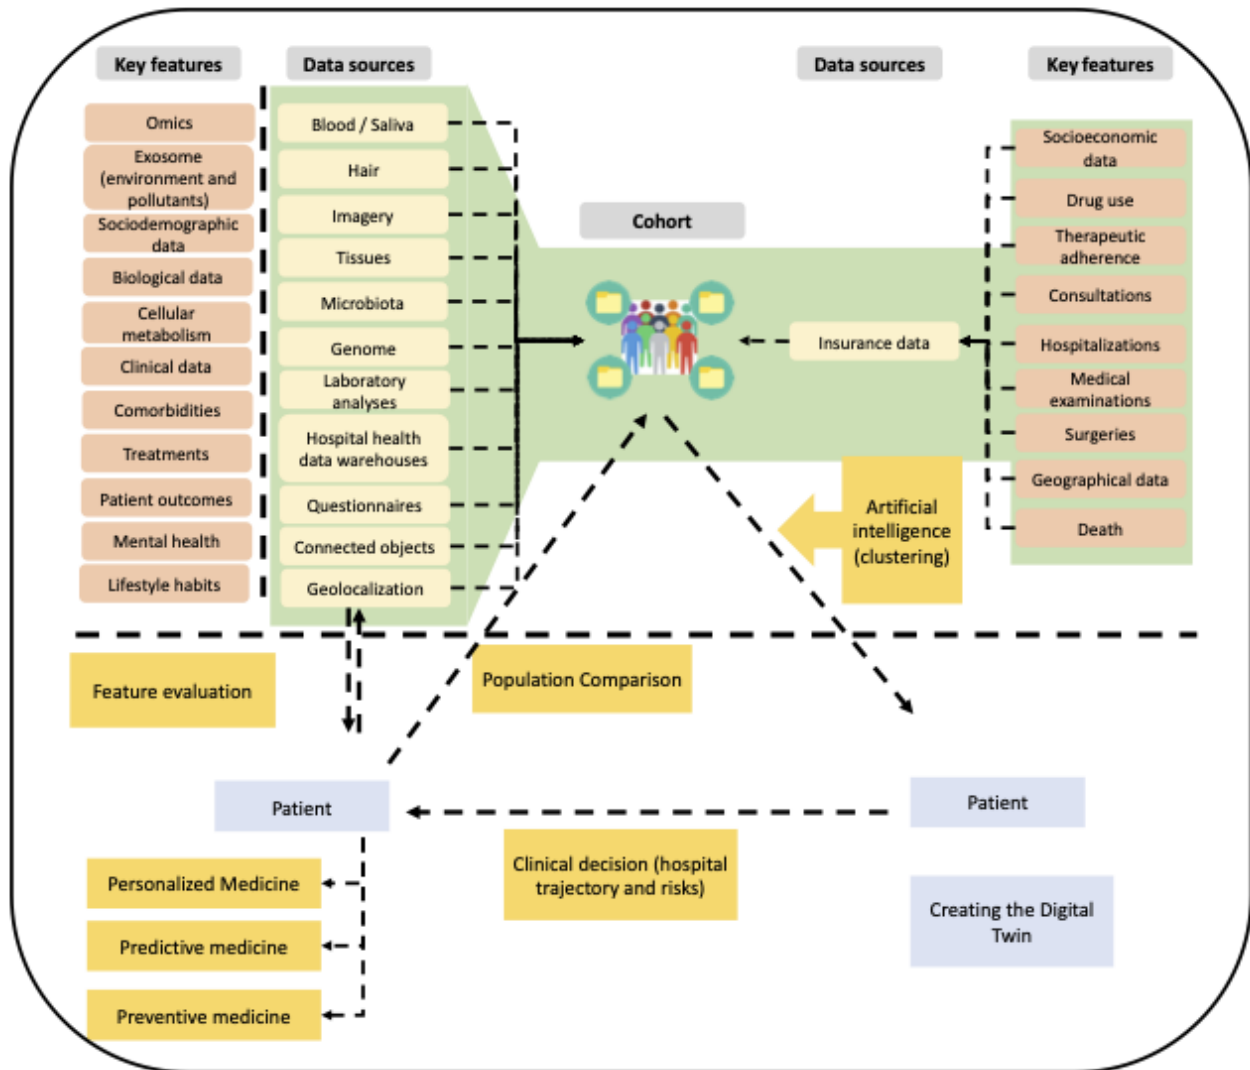 Key features
Data sources
Data sources
Key features
Omics
Exosome
(environment and
pollutants)
Sociodemographic
data
Biological data
Cellular
metabolism
Clinical data
Comorbidities
Treatments
Patient outcomes
Mental health
Lifestyle habits
Blood / Saliva
Hair
Imagery
Tissues
Microbiota
Genome
Laboratory
analyses
Hospital health
data warehouses
Questionnaires
Connected objects
Geolocalization
Cohort
Insurance data
Socioeconomic
data
Drug use
Therapeutic
adherence
Consultations
Hospitalizations
Medical
examinations
Surgeries
Geographical data
Death
Artificial
intelligence
(clustering)
Feature evaluation
Population Comparison
Patient
Patient
Clinical decision (hospital
trajectory and risks)
Creating the Digital
Twin
Personalized Medicine
Predictive medicine
Preventive medicine